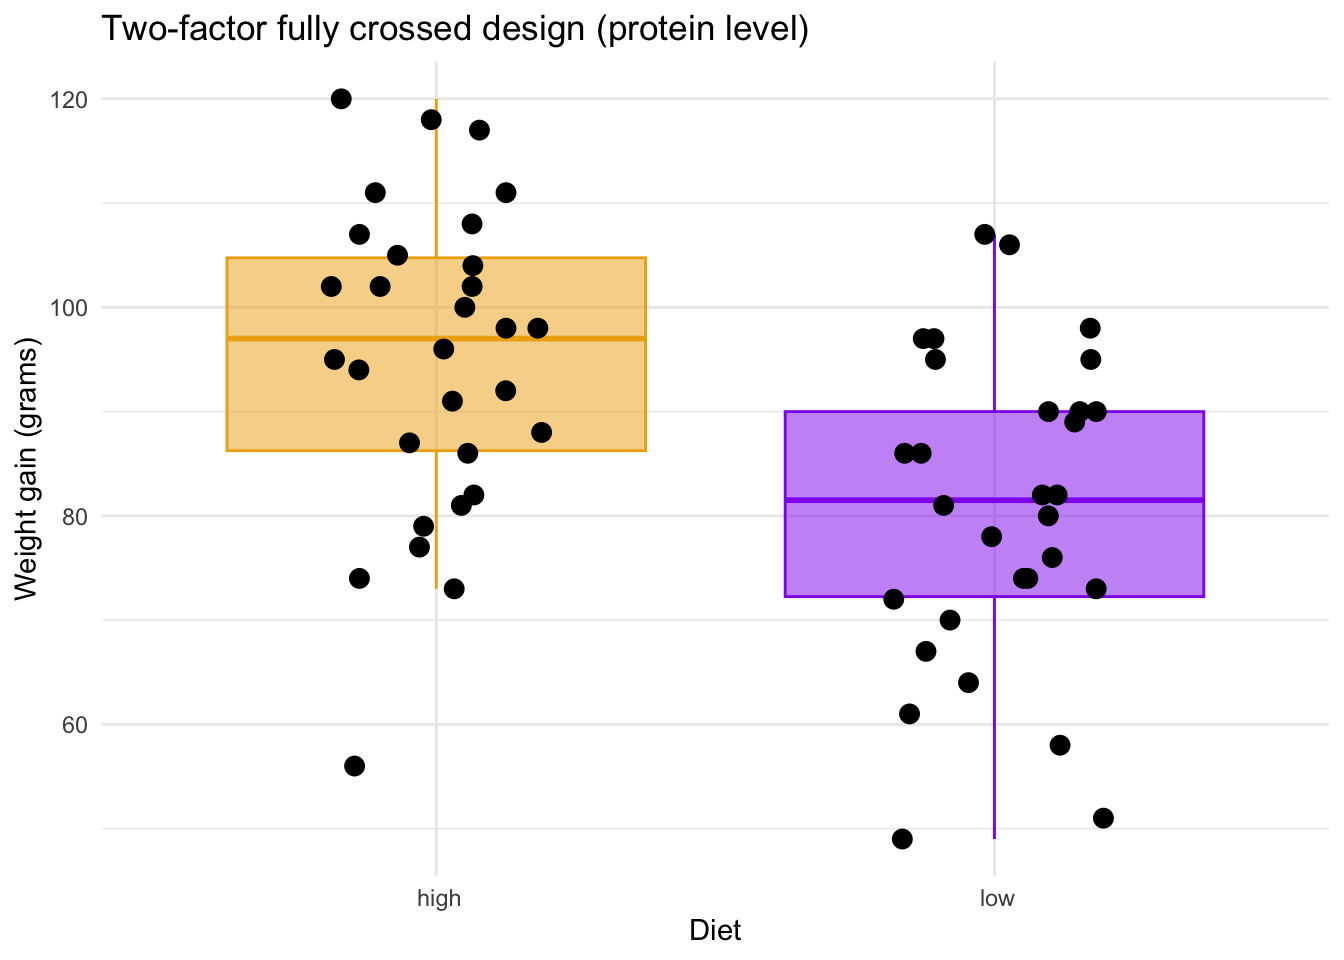 Two-factor fully crossed design (protein level)
120
100
80
60
Weight gain (grams)
high
low
Diet